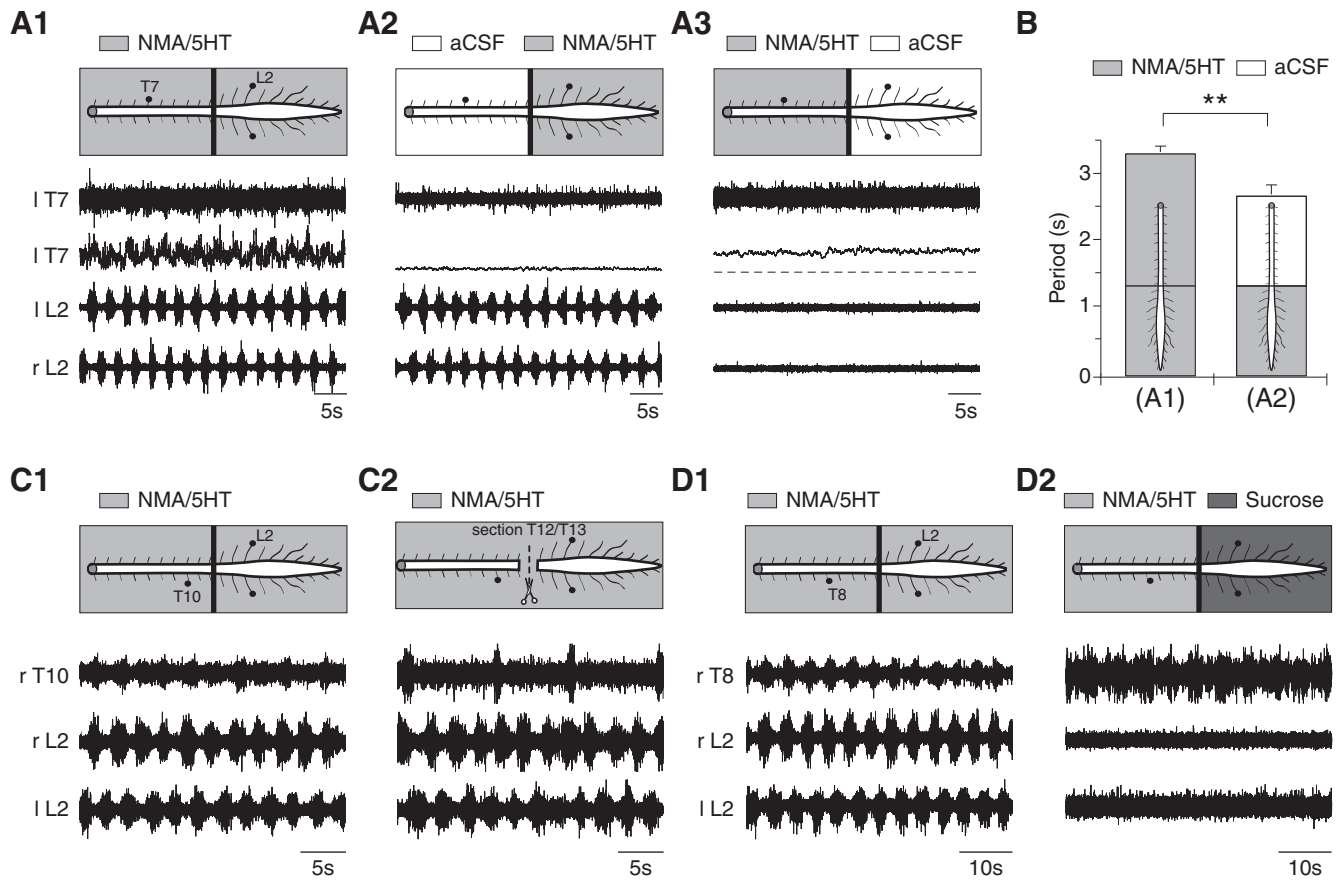 A1
NMA/5HT
T7
L2
l T7
l T7
l L2
r L2
5s
A2
aCSF NMA/5HT
5s
A3
NMA/5HT aCSF
5s
B
NMA/5HT aCSF
**
Period (s)
3
2
1
0
(A1) (A2)
C1
NMA/5HT
L2
T10
r T10
r L2
l L2
5s
C2
NMA/5HT
section T12/T13
5s
D1
NMA/5HT
L2
T8
r T8
r L2
l L2
10s
D2
NMA/5HT Sucrose
10s